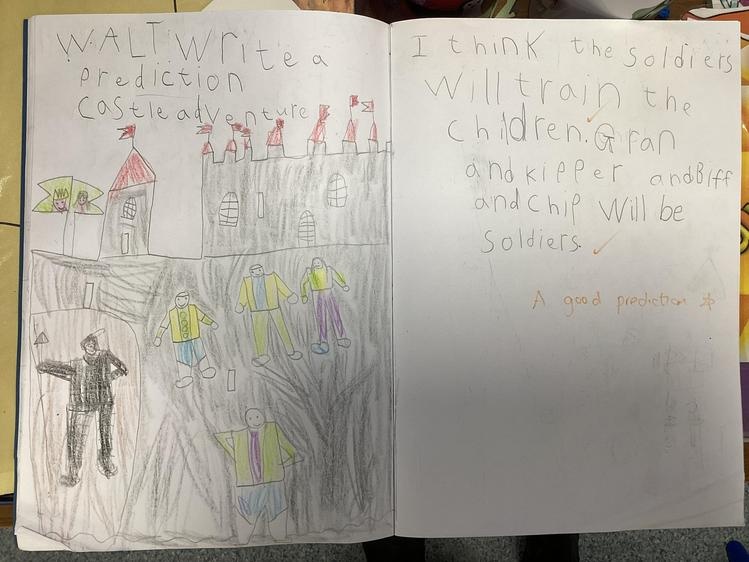 WALT Write a
prediction
castle adventure
I think the soldiers
will train the
children. Gran
and kipper and Biff
and chip will be
soldiers.
A good prediction